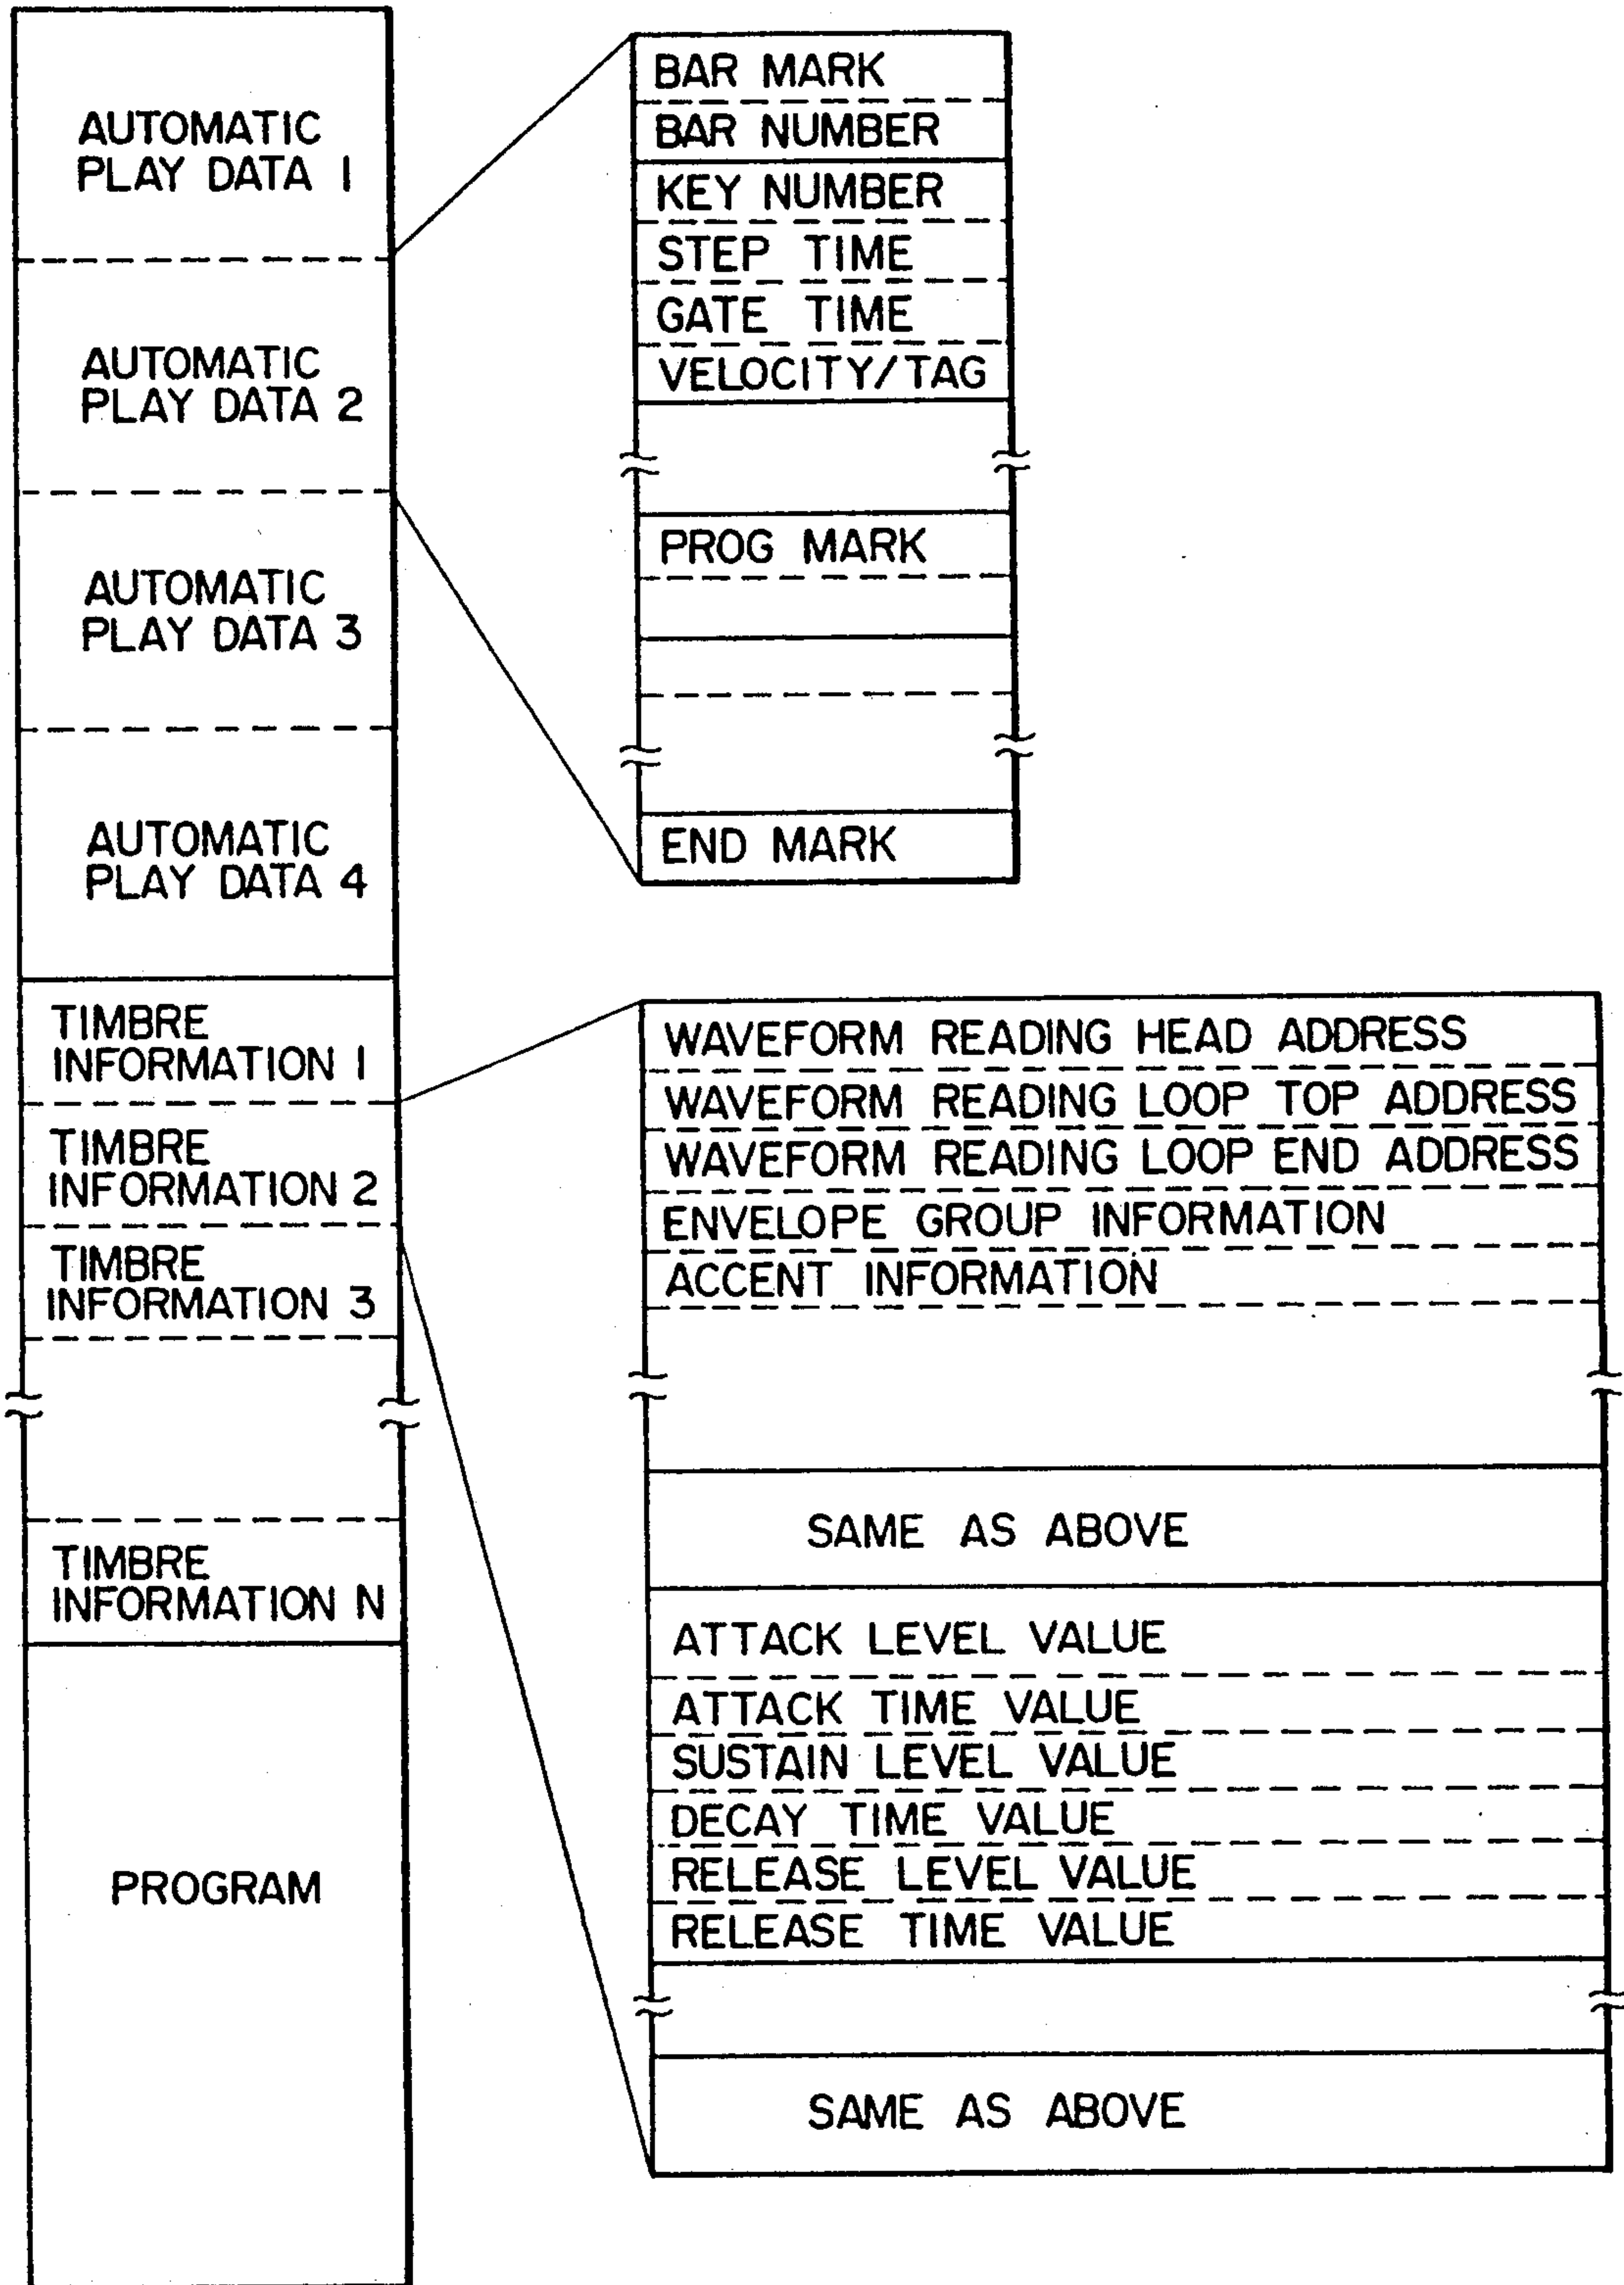 AUTOMATIC
PLAY DATA 1
AUTOMATIC
PLAY DATA 2
AUTOMATIC
PLAY DATA 3
AUTOMATIC
PLAY DATA 4
TIMBRE
INFORMATION 1
TIMBRE
INFORMATION 2
TIMBRE
INFORMATION 3
TIMBRE
INFORMATION N
PROGRAM
BAR MARK
BAR NUMBER
KEY NUMBER
STEP TIME
GATE TIME
VELOCITY/TAG
PROG MARK
END MARK
WAVEFORM READING HEAD ADDRESS
WAVEFORM READING LOOP TOP ADDRESS
WAVEFORM READING LOOP END ADDRESS
ENVELOPE GROUP INFORMATION
ACCENT INFORMATION
SAME AS ABOVE
ATTACK LEVEL VALUE
ATTACK TIME VALUE
SUSTAIN LEVEL VALUE
DECAY TIME VALUE
RELEASE LEVEL VALUE
RELEASE TIME VALUE
SAME AS ABOVE